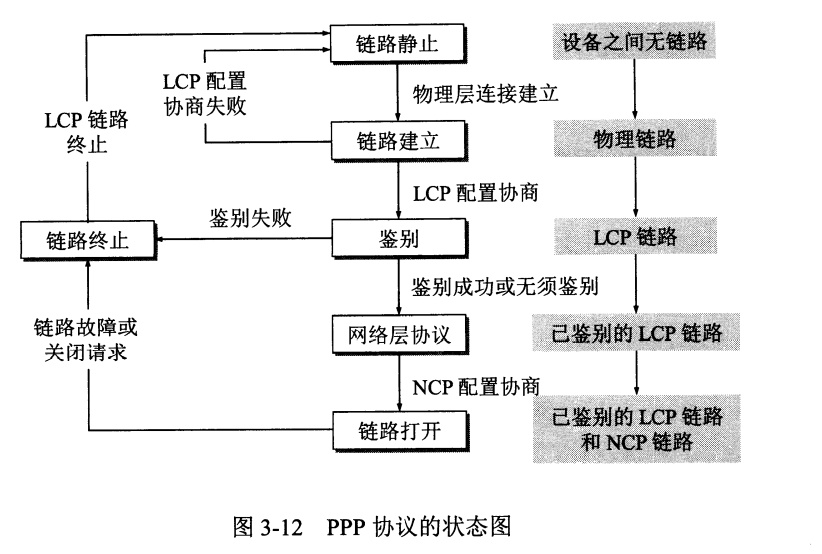 链路静止
设备之间无链路
LCP 配置
协商失败
物理层连接建立
LCP 链路
终止
链路建立
物理链路
LCP 配置协商
鉴别失败
链路终止
鉴别
LCP 链路
鉴别成功或无须鉴别
链路故障或
关闭请求
网络层协议
已鉴别的 LCP 链路
NCP 配置协商
链路打开
已鉴别的 LCP 链路
和 NCP 链路
图 3-12 PPP 协议的状态图